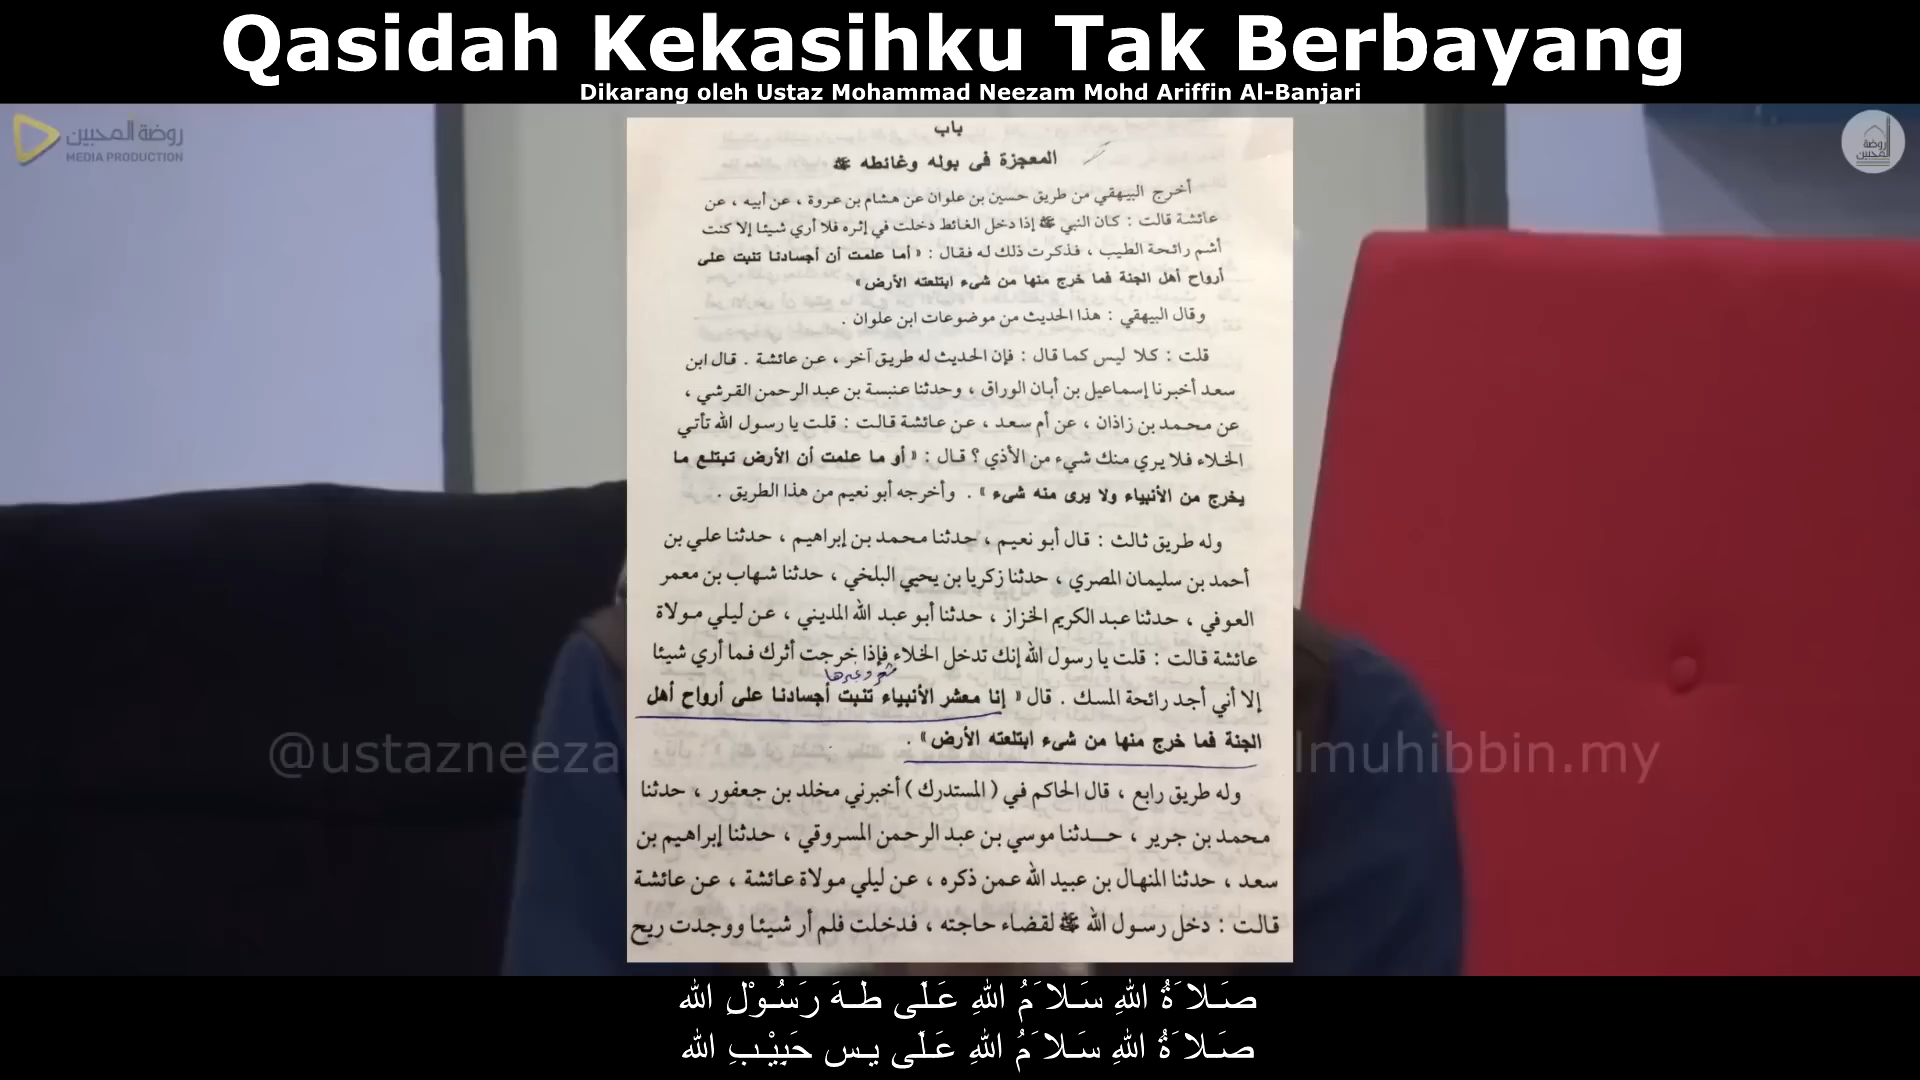 Qasidah Kekasihku Tak Berbayang
Dikarang oleh Ustaz Mohammad Neezam Mohd Ariffin Al-Banjari
روضة المحبين
MEDIA PRODUCTION
روضة
المحبين
باب
المعجزة فى بوله وغائطه ﷺ
أخرج البيهقي من طريق حسين بن علوان عن هشام بن عروة ، عن أبيه ، عن
عائشة قالت : كان النبي ﷺ إذا دخل الغائط دخلت في إثره فلا أري شيئا إلا كنت
أشم رائحة الطيب ، فذكرت ذلك له فقال : « أما علمت أن أجسادنا تنبت على
أرواح أهل الجنة فما خرج منها من شىء ابتلعته الأرض»
وقال البيهقي : هذا الحديث من موضوعات ابن علوان .
قلت : كلا ليس كما قال : فإن الحديث له طريق آخر ، عن عائشة . قال ابن
سعد أخبرنا إسماعيل بن أبان الوراق ، وحدثنا عنبسة بن عبد الرحمن القرشي ،
عن محمد بن زاذان ، عن أم سعد ، عن عائشة قالت : قلت يا رسول الله تأتي
الخلاء فلا يري منك شيء من الأذي ؟ قال : « أو ما علمت أن الأرض تبتلع ما
يخرج من الأنبياء ولا يرى منه شىء » . وأخرجه أبو نعيم من هذا الطريق .
وله طريق ثالث : قال أبو نعيم ، حدثنا محمد بن إبراهيم ، حدثنا علي بن
أحمد بن سليمان المصري ، حدثنا زكريا بن يحيي البلخي ، حدثنا شهاب بن معمر
العوفي ، حدثنا عبد الكريم الخزاز ، حدثنا أبو عبد الله المديني ، عن ليلي مولاة
عائشة قالت : قلت يا رسول الله إنك تدخل الخلاء فإذا خرجت أثرك فما أري شيئا
إلا أني أجد رائحة المسك . قال « إنا معشر الأنبياء تنبت أجسادنا على أرواح أهل
الجنة فما خرج منها من شىء ابتلعته الأرض» .
وله طريق رابع ، قال الحاكم في ( المستدرك ) أخبرني مخلد بن جعفور ، حدثنا
محمد بن جرير ، حـدثنا موسي بن عبد الرحمن المسروقي ، حدثنا إبراهيم بن
سعد ، حدثنا المنهال بن عبيد الله عمن ذكره ، عن ليلي مولاة عائشة ، عن عائشة
قالت : دخل رسول الله ﷺ لقضاء حاجته ، فدخلت فلم أر شيئا ووجدت ريح
@ustazneeza
lmuhibbin.my
صَلَاةُ اللهِ سَلَامُ اللهِ عَلَى طٰهَ رَسُوْلِ الله
صَلَاةُ اللهِ سَلَامُ اللهِ عَلَى يس حَبِيْبِ الله